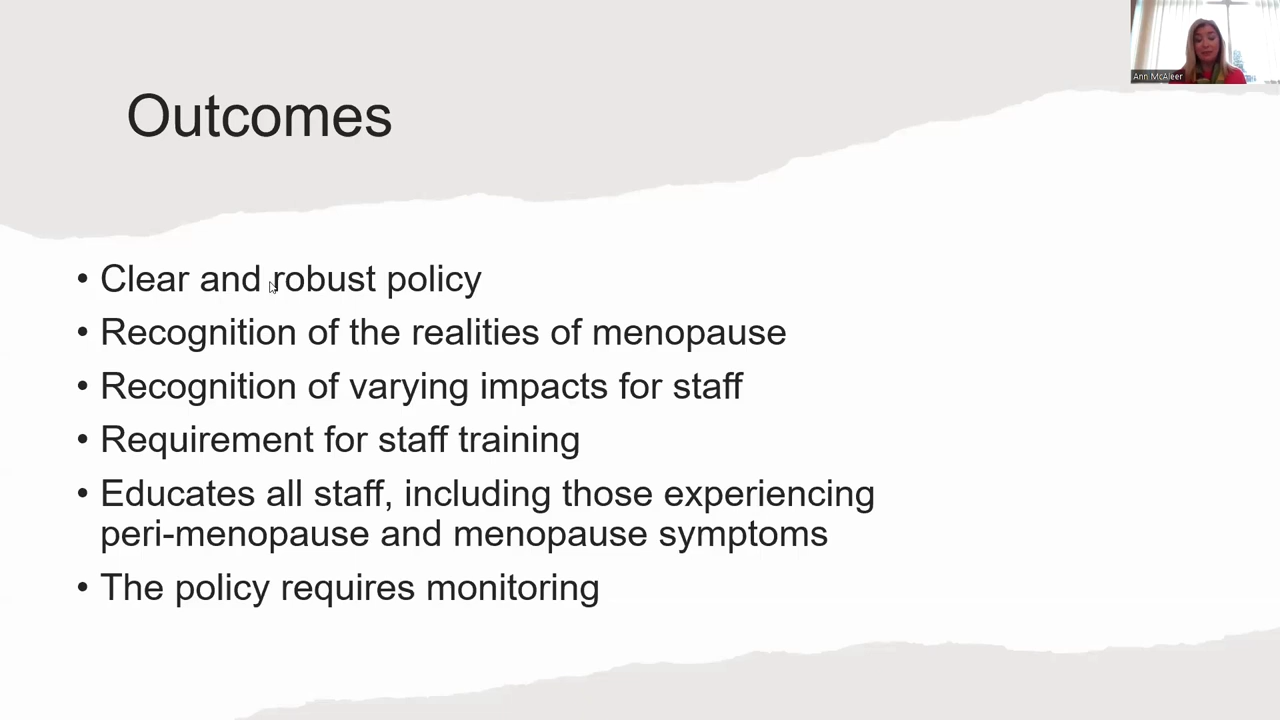 Ann McAleer
Outcomes
• Clear and robust policy
• Recognition of the realities of menopause
• Recognition of varying impacts for staff
• Requirement for staff training
• Educates all staff, including those experiencing
peri-menopause and menopause symptoms
• The policy requires monitoring